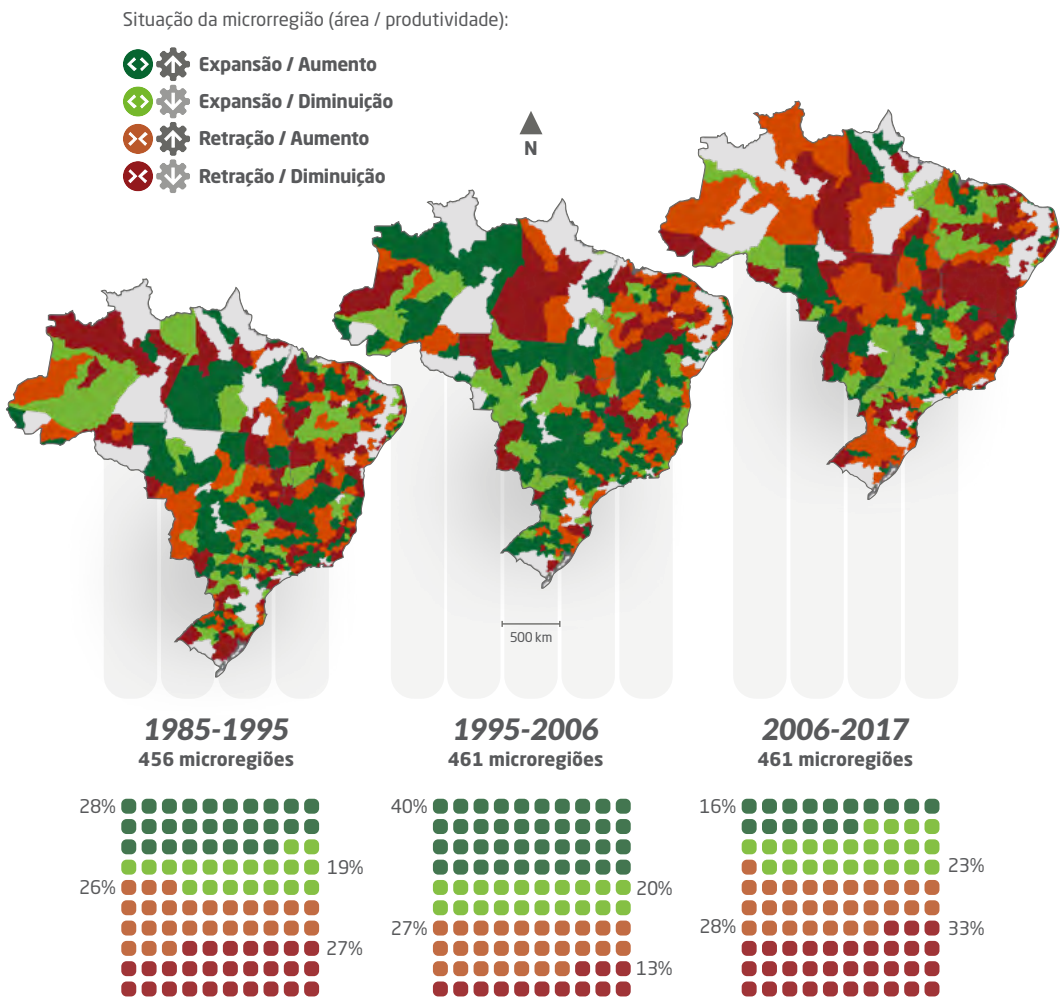 Situação da microrregião (área / produtividade):
Expansão / Aumento
Expansão / Diminuição
Retração / Aumento
Retração / Diminuição
N
500 km
1985-1995
456 microregiões
1995-2006
461 microregiões
2006-2017
461 microregiões
28%
19%
26%
27%
40%
20%
27%
13%
16%
23%
28%
33%